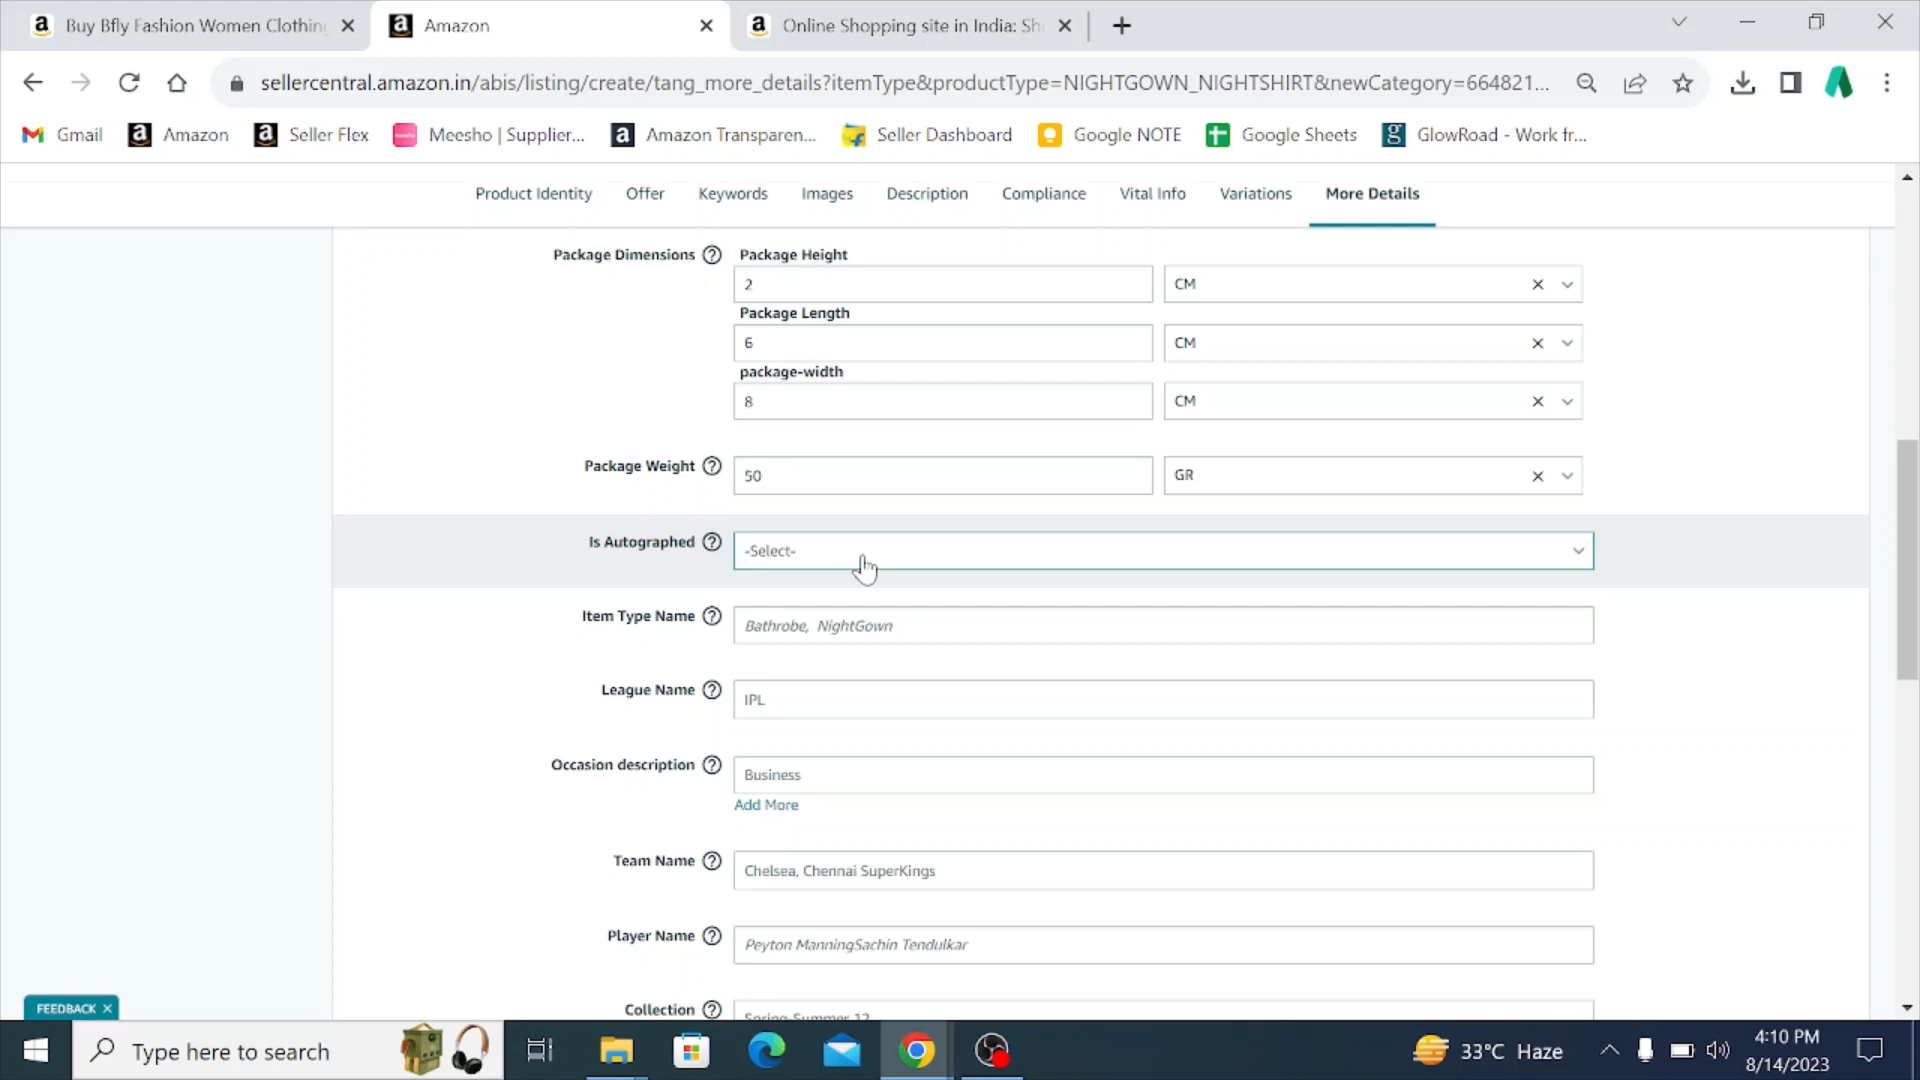 Buy Bfly Fashion Women Clothin
Amazon
Online Shopping site in India: Sh
sellercentral.amazon.in/abis/listing/create/tang_more_details?itemType&productType=NIGHTGOWN_NIGHTSHIRT&newCategory=664821...
Gmail
Amazon
Seller Flex
Meesho | Supplier...
Amazon Transparen...
Seller Dashboard
Google NOTE
Google Sheets
GlowRoad - Work fr...
Product Identity
Offer
Keywords
Images
Description
Compliance
Vital Info
Variations
More Details
Package Dimensions
Package Height
2
CM
Package Length
6
CM
package-width
8
CM
Package Weight
50
GR
Is Autographed
-Select-
Item Type Name
Bathrobe, NightGown
League Name
IPL
Occasion description
Business
Add More
Team Name
Chelsea, Chennai SuperKings
Player Name
Peyton ManningSachin Tendulkar
Collection
Spring-Summer 12
FEEDBACK
Type here to search
33°C Haze
4:10 PM
8/14/2023